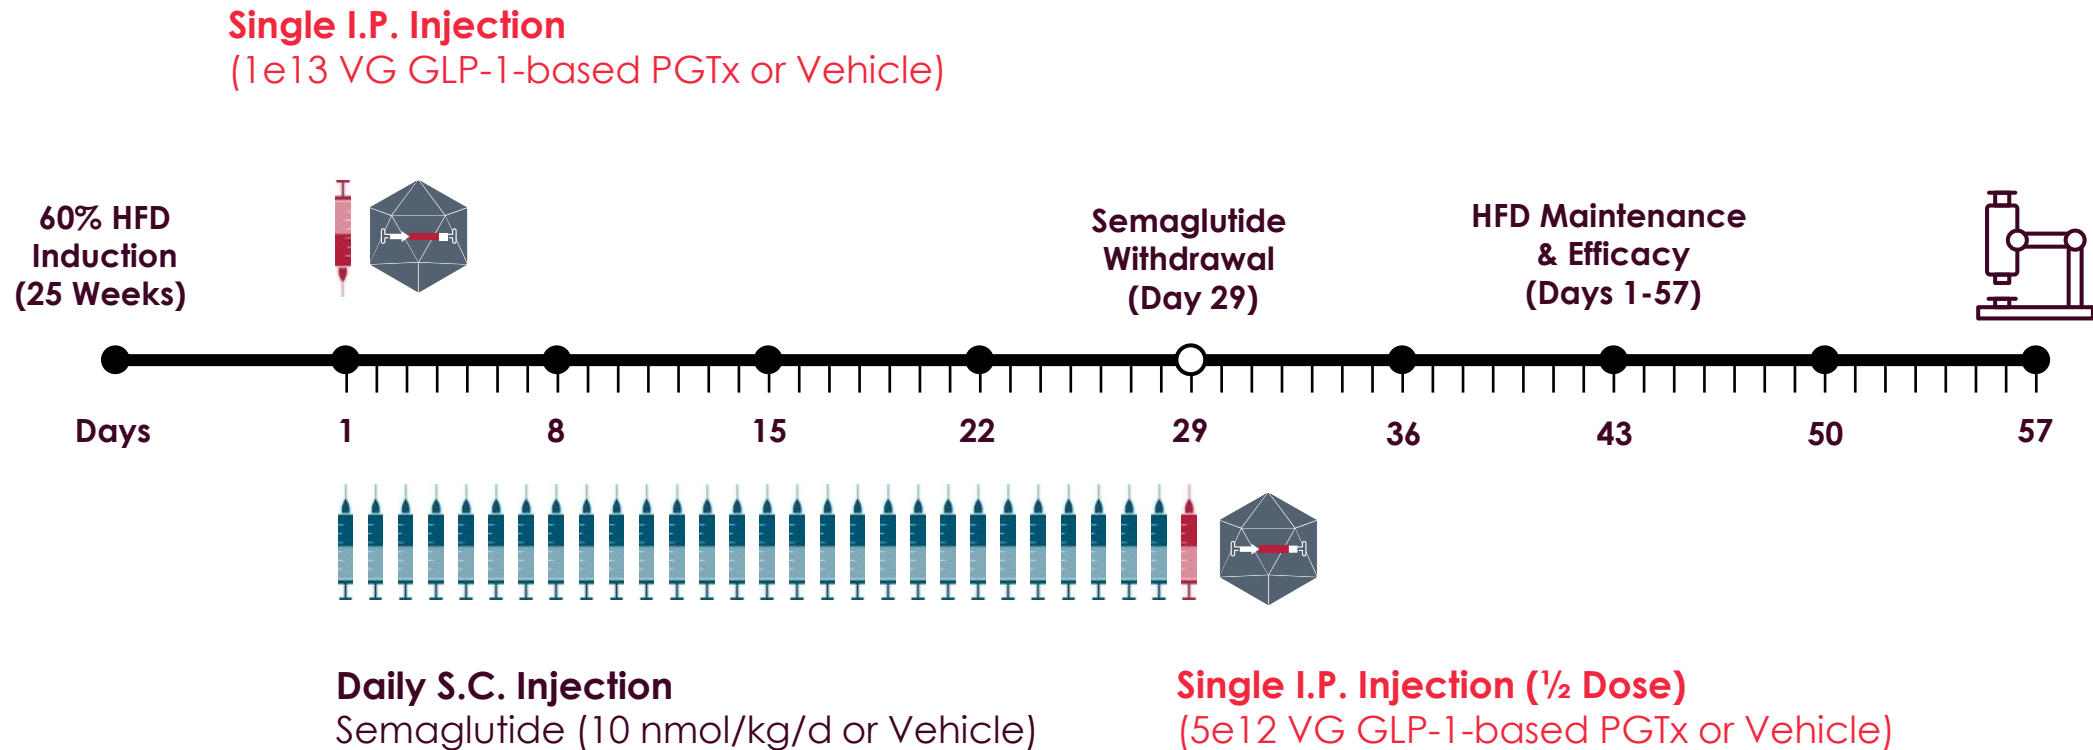 Single I.P. Injection
(1e13 VG GLP-1-based PGTx or Vehicle)
60% HFD
Induction
(25 Weeks)
Semaglutide
Withdrawal
(Day 29)
HFD Maintenance
& Efficacy
(Days 1-57)
Days 1 8 15 22 29 36 43 50 57
Daily S.C. Injection
Semaglutide (10 nmol/kg/d or Vehicle)
Single I.P. Injection (½ Dose)
(5e12 VG GLP-1-based PGTx or Vehicle)